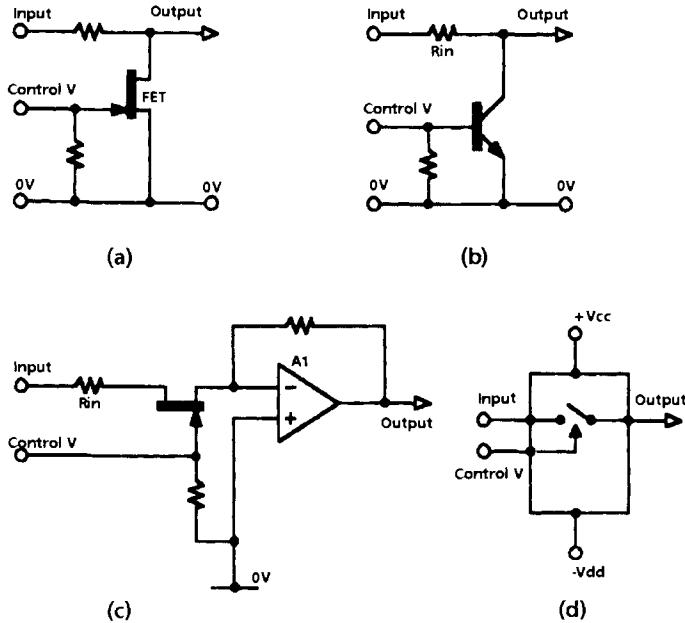 Input
Output
Control V
FET
0V
0V
(a)
Input
Output
Rin
Control V
0V
0V
(b)
Input
Rin
Control V
A1
−
+
Output
0V
(c)
+Vcc
Input
Output
Control V
-Vdd
(d)